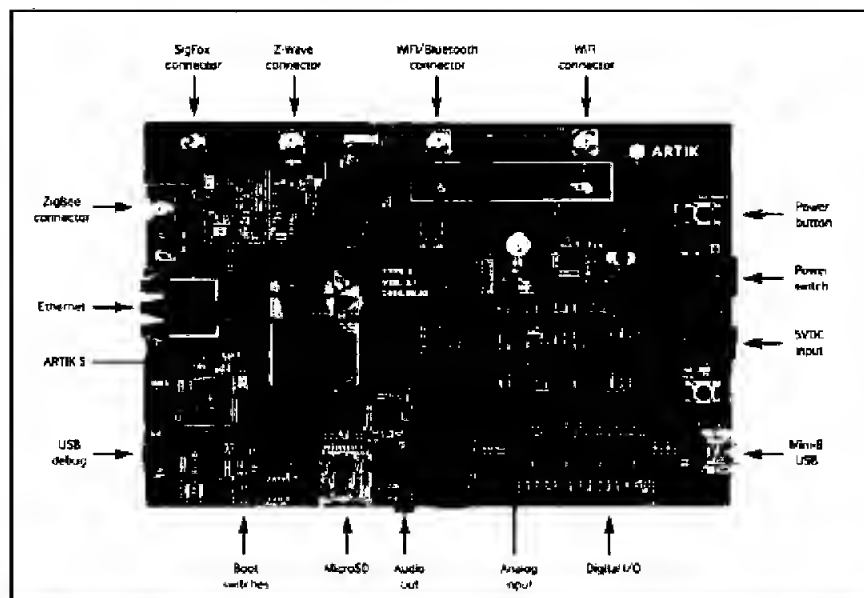 SigFox
connector
Z-Wave
connector
WiFi/Bluetooth
connector
WiFi
connector
ARTIK
ZigBee
connector
Power
button
Power
switch
Ethernet
5VDC
input
ARTIK 5
USB
debug
Mini-B
USB
Boot
switches
MicroSD
Audio
out
Analog
input
Digital I/O